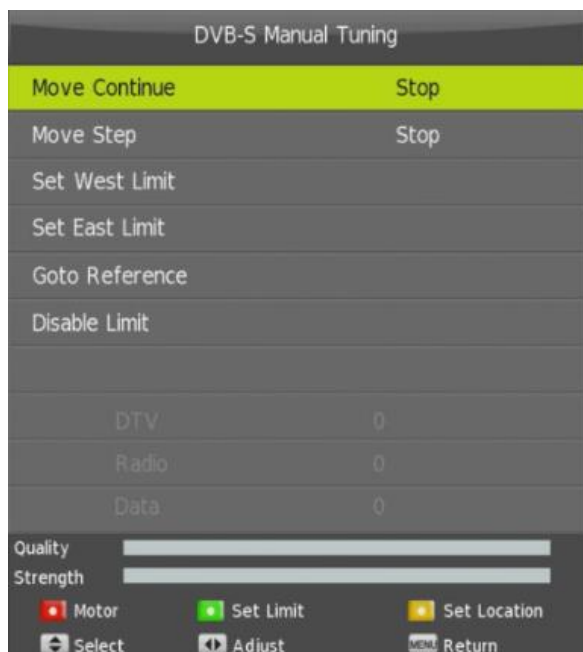 DVB-S Manual Tuning
Move Continue Stop
Move Step Stop
Set West Limit
Set East Limit
Goto Reference
Disable Limit
DTV 0
Radio 0
Data 0
Quality
Strength
Motor Set Limit Set Location
Select Adjust MENU Return